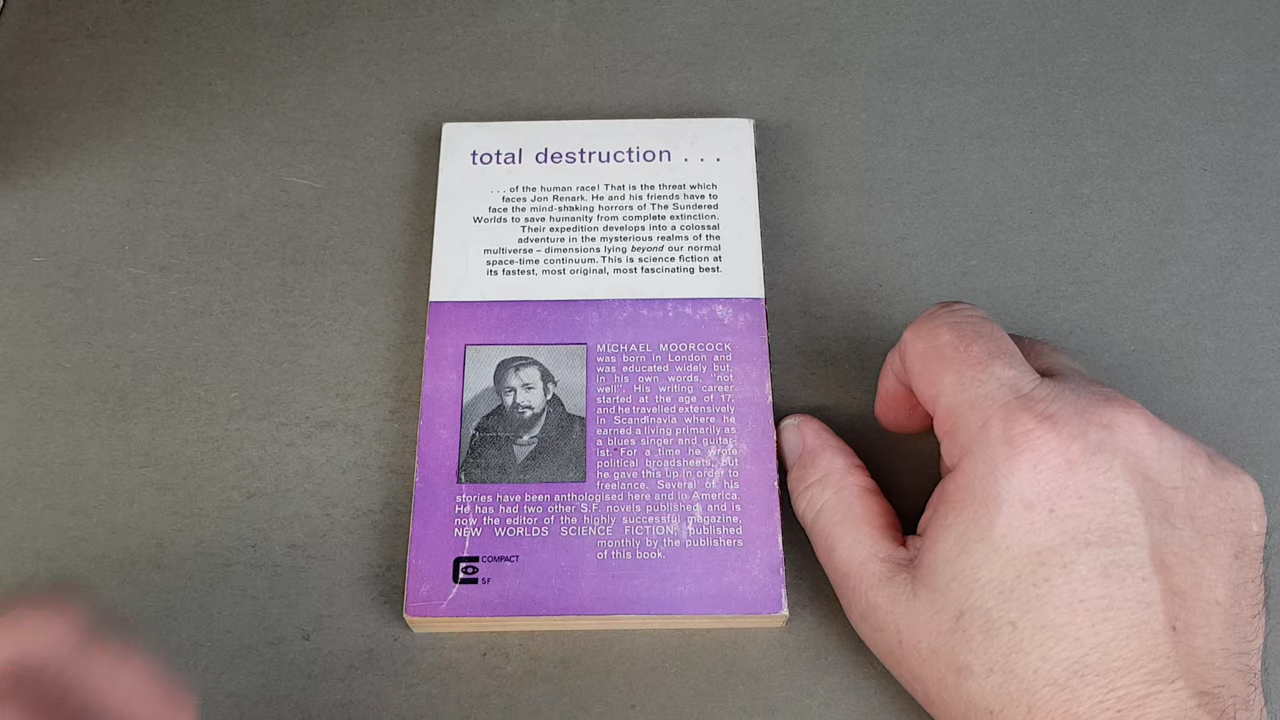 total destruction . . .
. . . of the human race! That is the threat which
faces Jon Renark. He and his friends have to
face the mind-shaking horrors of The Sundered
Worlds to save humanity from complete extinction.
Their expedition develops into a colossal
adventure in the mysterious realms of the
multiverse – dimensions lying beyond our normal
space-time continuum. This is science fiction at
its fastest, most original, most fascinating best.
MICHAEL MOORCOCK
was born in London and
was educated widely but,
in his own words, "not
well". His writing career
started at the age of 17,
and he travelled extensively
in Scandinavia where he
earned a living primarily as
a blues singer and guitar-
ist. For a time he wrote
political broadsheets, but
he gave this up in order to
freelance. Several of his
stories have been anthologised here and in America.
He has had two other S.F. novels published, and is
now the editor of the highly successful magazine,
NEW WORLDS SCIENCE FICTION, published
monthly by the publishers
of this book.
COMPACT
SF